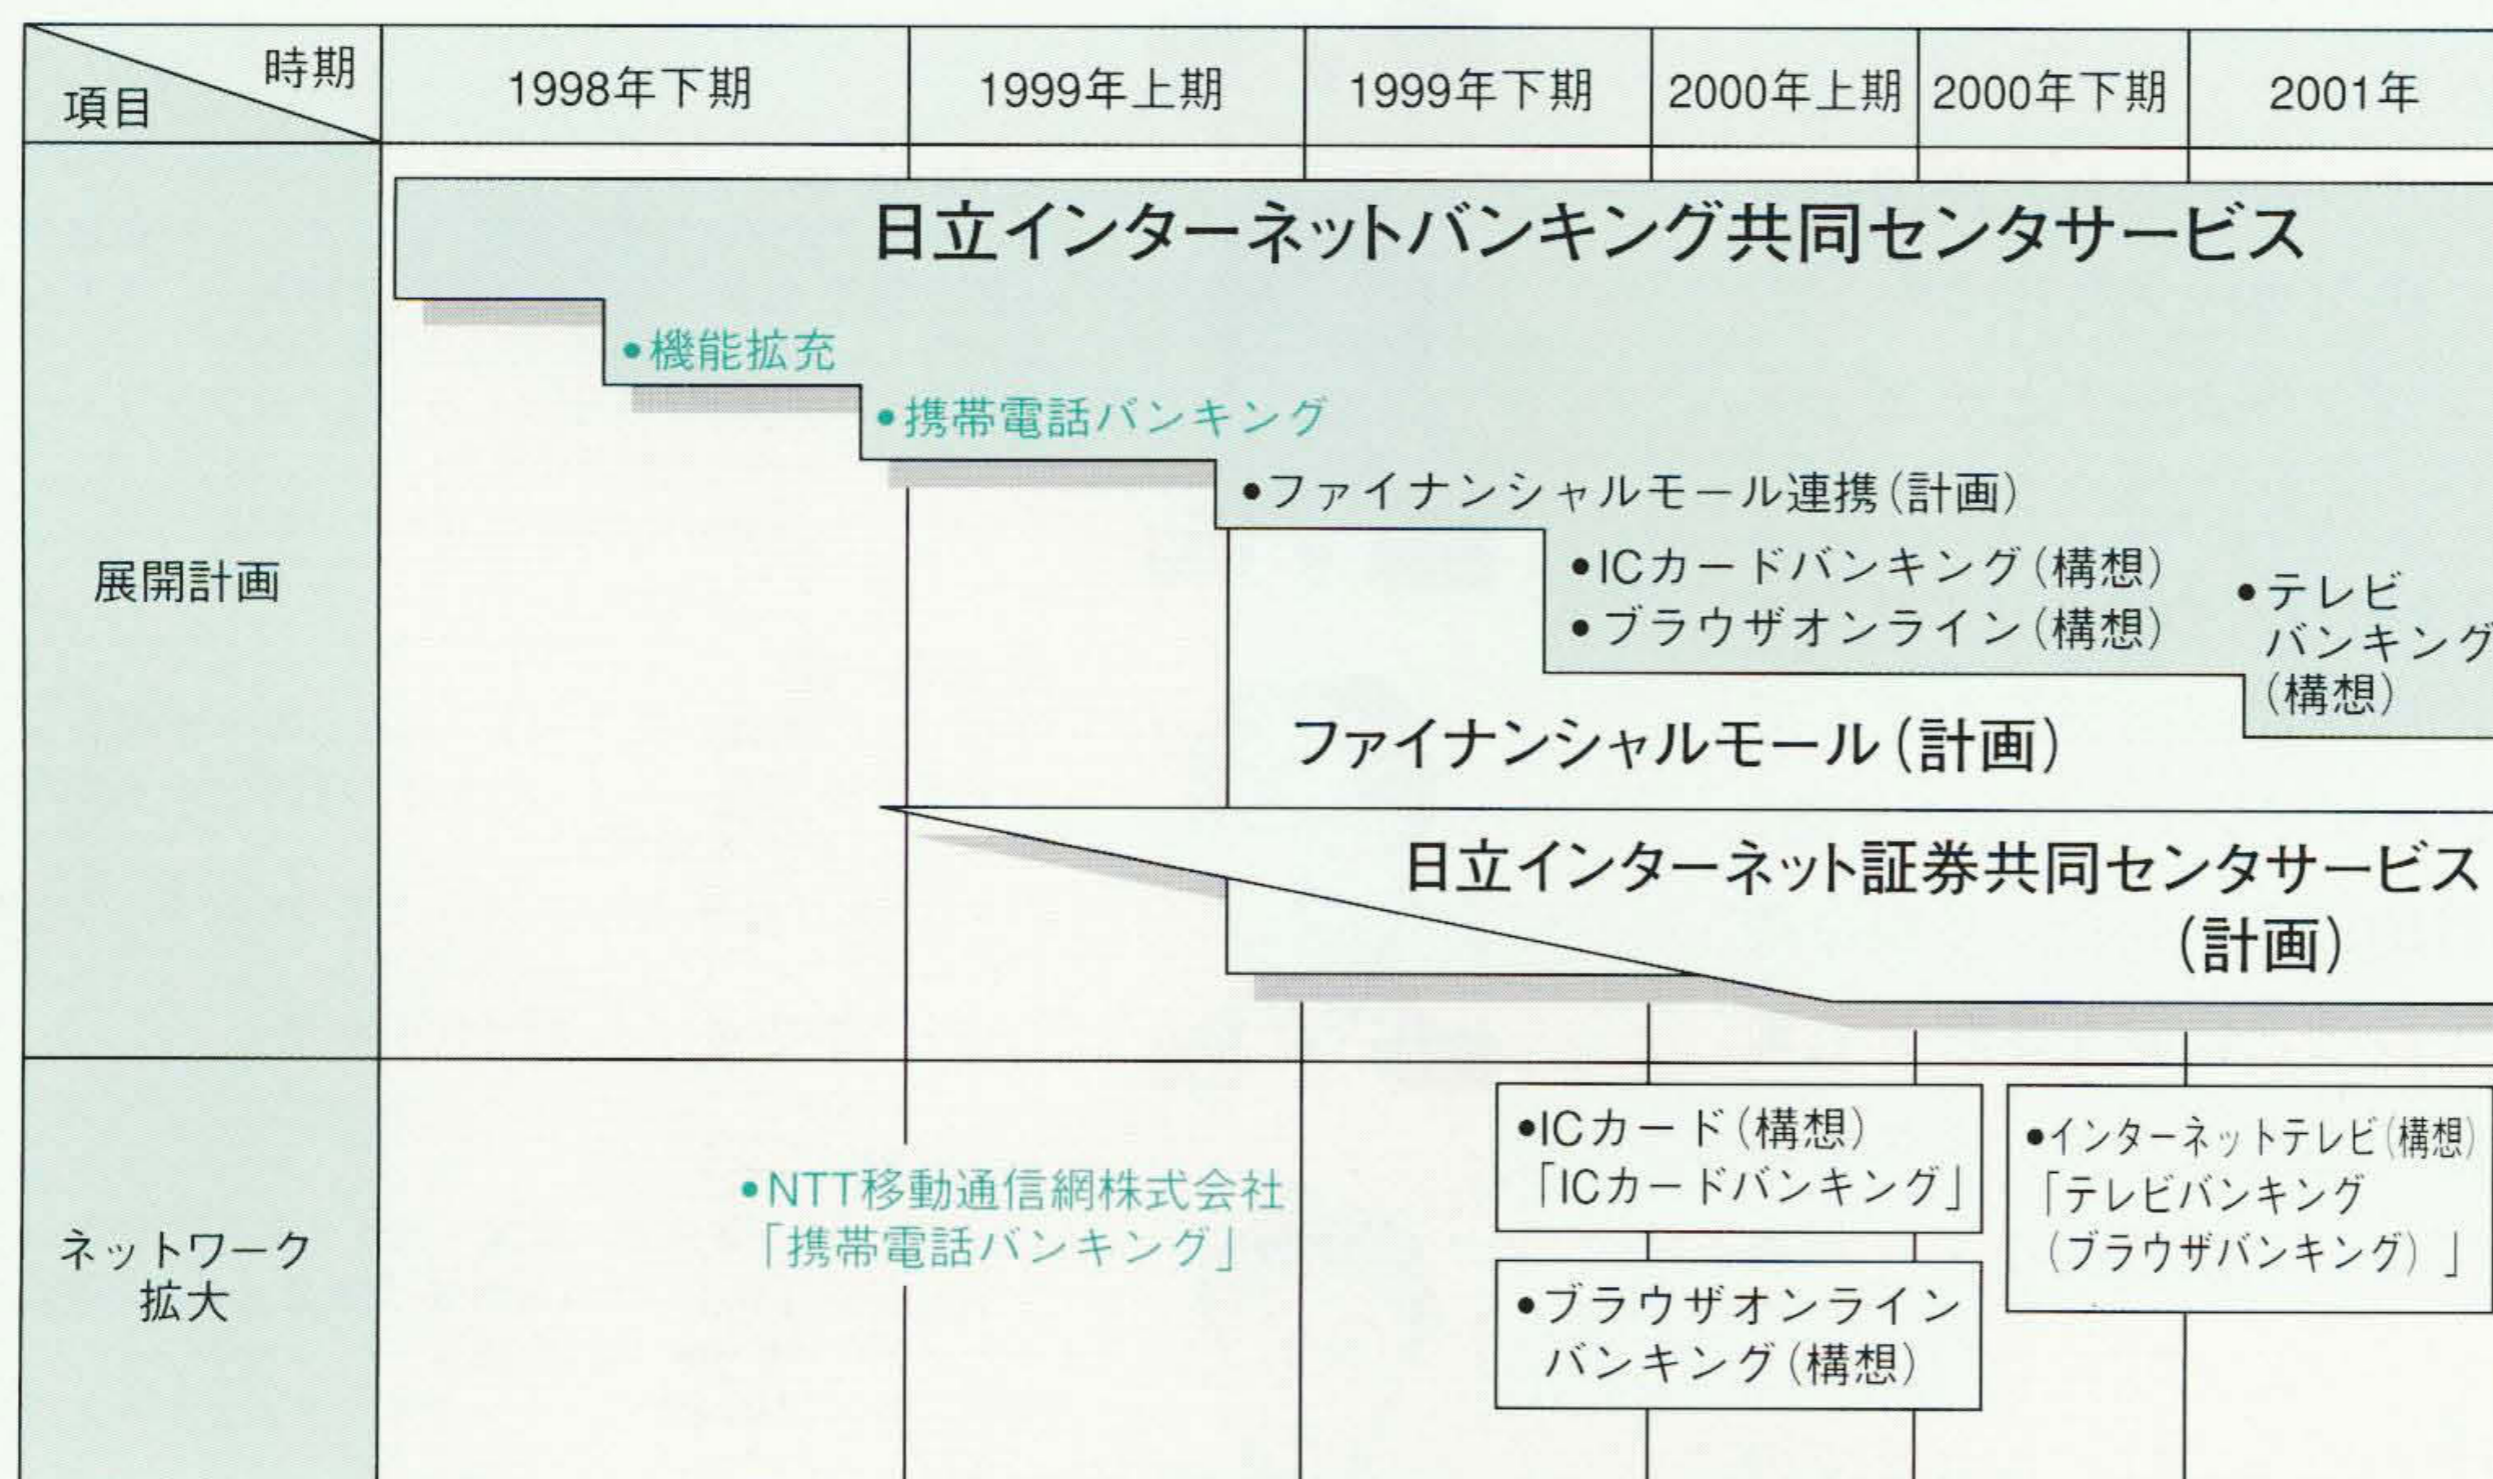 時期
項目
1998年下期
1999年上期
1999年下期
2000年上期
2000年下期
2001年
展開計画
日立インターネットバンキング共同センタサービス
•機能拡充
•携帯電話バンキング
•ファイナンシャルモール連携(計画)
•ICカードバンキング(構想)
•ブラウザオンライン(構想)
•テレビ
バンキング
(構想)
ファイナンシャルモール(計画)
日立インターネット証券共同センタサービス
(計画)
ネットワーク
拡大
•NTT移動通信網株式会社
「携帯電話バンキング」
•ICカード(構想)
「ICカードバンキング」
•ブラウザオンライン
バンキング(構想)
•インターネットテレビ(構想)
「テレビバンキング
(ブラウザバンキング)」